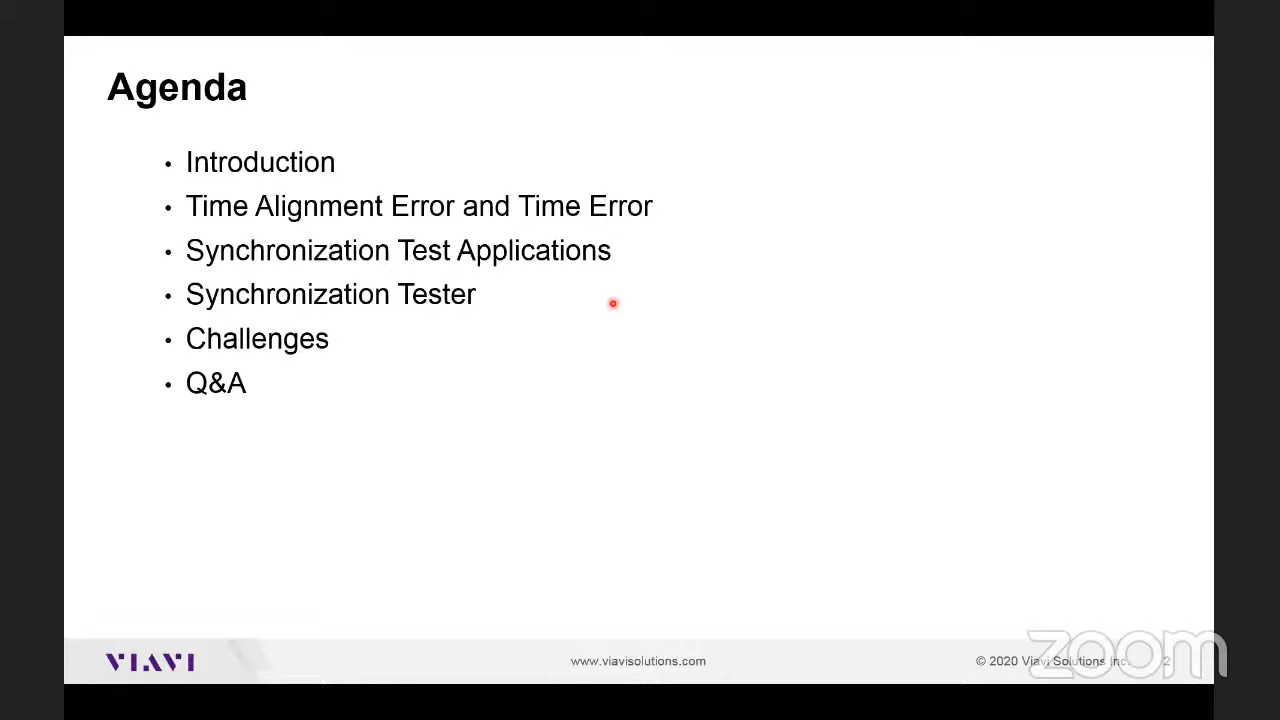 Agenda
• Introduction
• Time Alignment Error and Time Error
• Synchronization Test Applications
• Synchronization Tester
• Challenges
• Q&A
VIAVI
www.viavisolutions.com
© 2020 Viavi Solutions Inc. 2
zoom